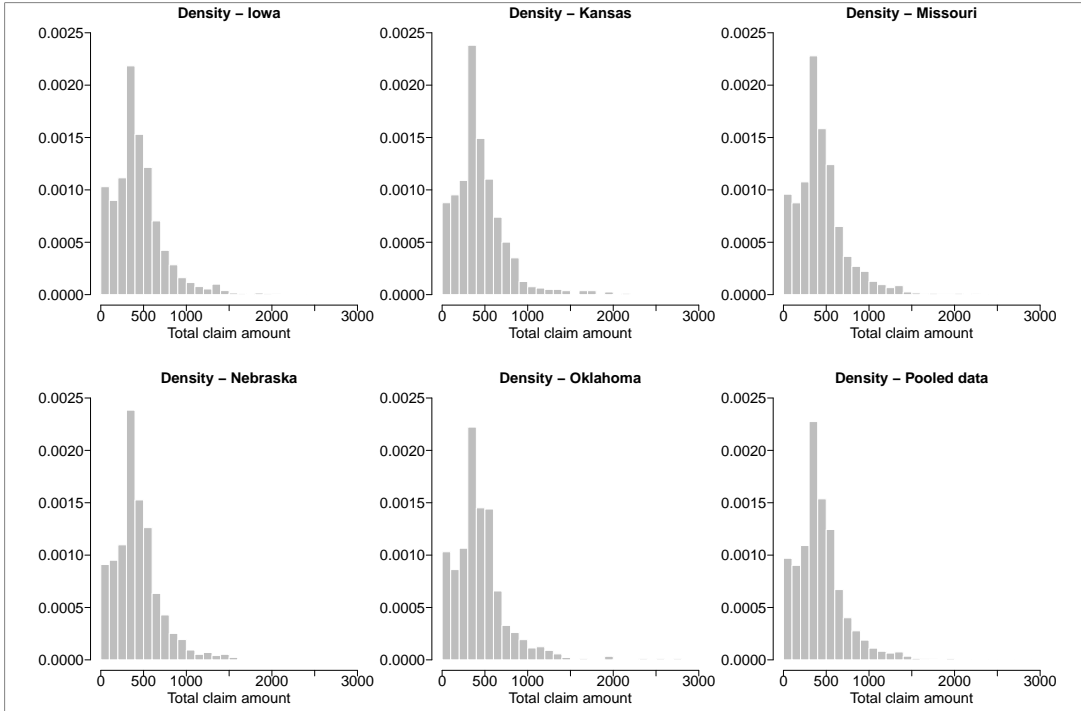 Density – Iowa
0.0025
0.0020
0.0015
0.0010
0.0005
0.0000
0 500 1000 2000 3000
Total claim amount
Density – Kansas
0.0025
0.0020
0.0015
0.0010
0.0005
0.0000
0 500 1000 2000 3000
Total claim amount
Density – Missouri
0.0025
0.0020
0.0015
0.0010
0.0005
0.0000
0 500 1000 2000 3000
Total claim amount
Density – Nebraska
0.0025
0.0020
0.0015
0.0010
0.0005
0.0000
0 500 1000 2000 3000
Total claim amount
Density – Oklahoma
0.0025
0.0020
0.0015
0.0010
0.0005
0.0000
0 500 1000 2000 3000
Total claim amount
Density – Pooled data
0.0025
0.0020
0.0015
0.0010
0.0005
0.0000
0 500 1000 2000 3000
Total claim amount